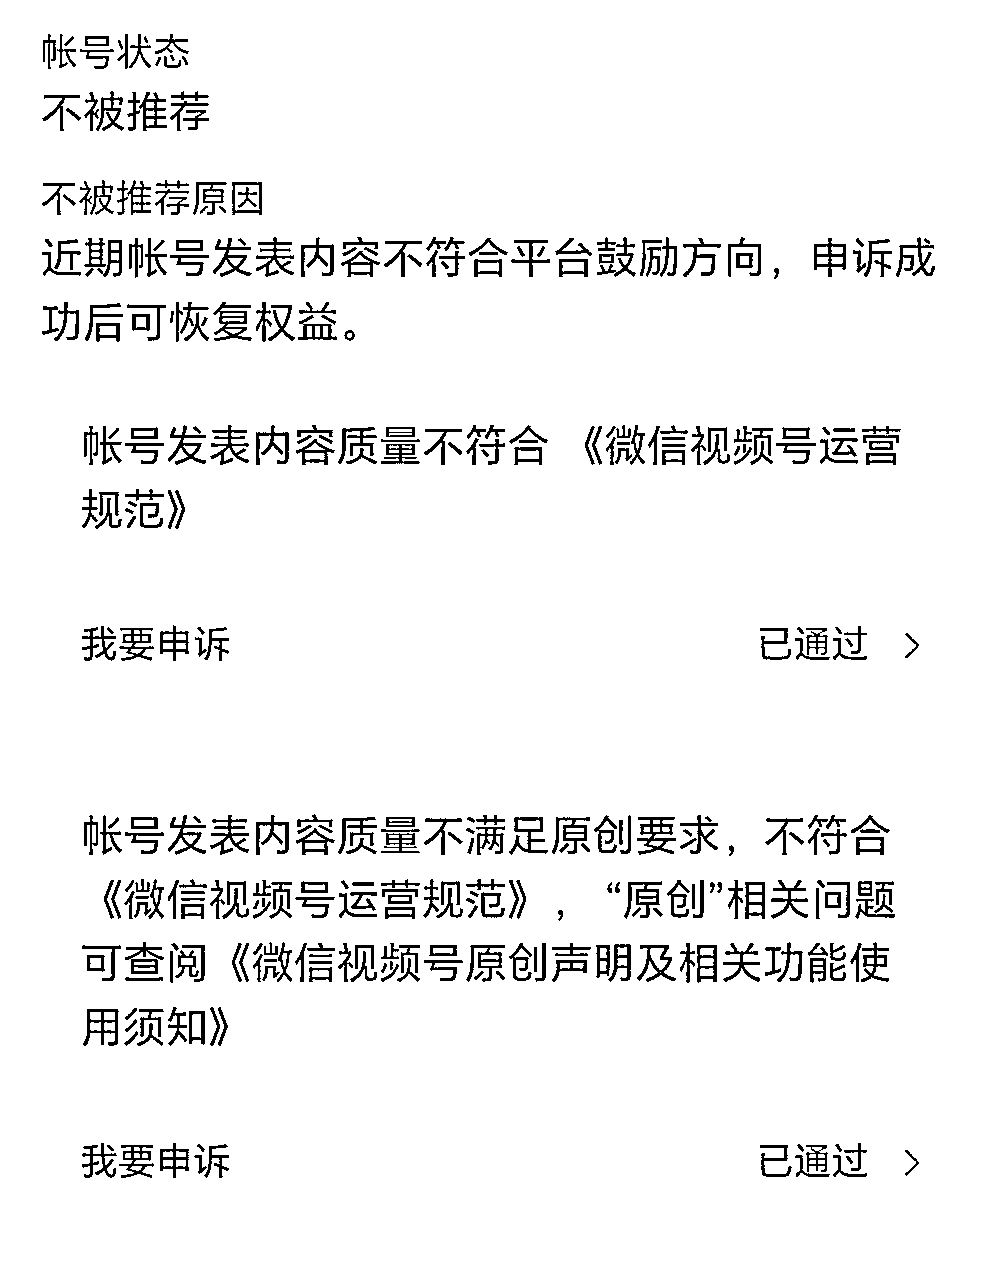 帐号状态
不被推荐
不被推荐原因
近期帐号发表内容不符合平台鼓励方向，申诉成
功后可恢复权益。
帐号发表内容质量不符合 《微信视频号运营
规范》
我要申诉 已通过 >
帐号发表内容质量不满足原创要求，不符合
《微信视频号运营规范》，“原创”相关问题
可查阅《微信视频号原创声明及相关功能使
用须知》
我要申诉 已通过 >